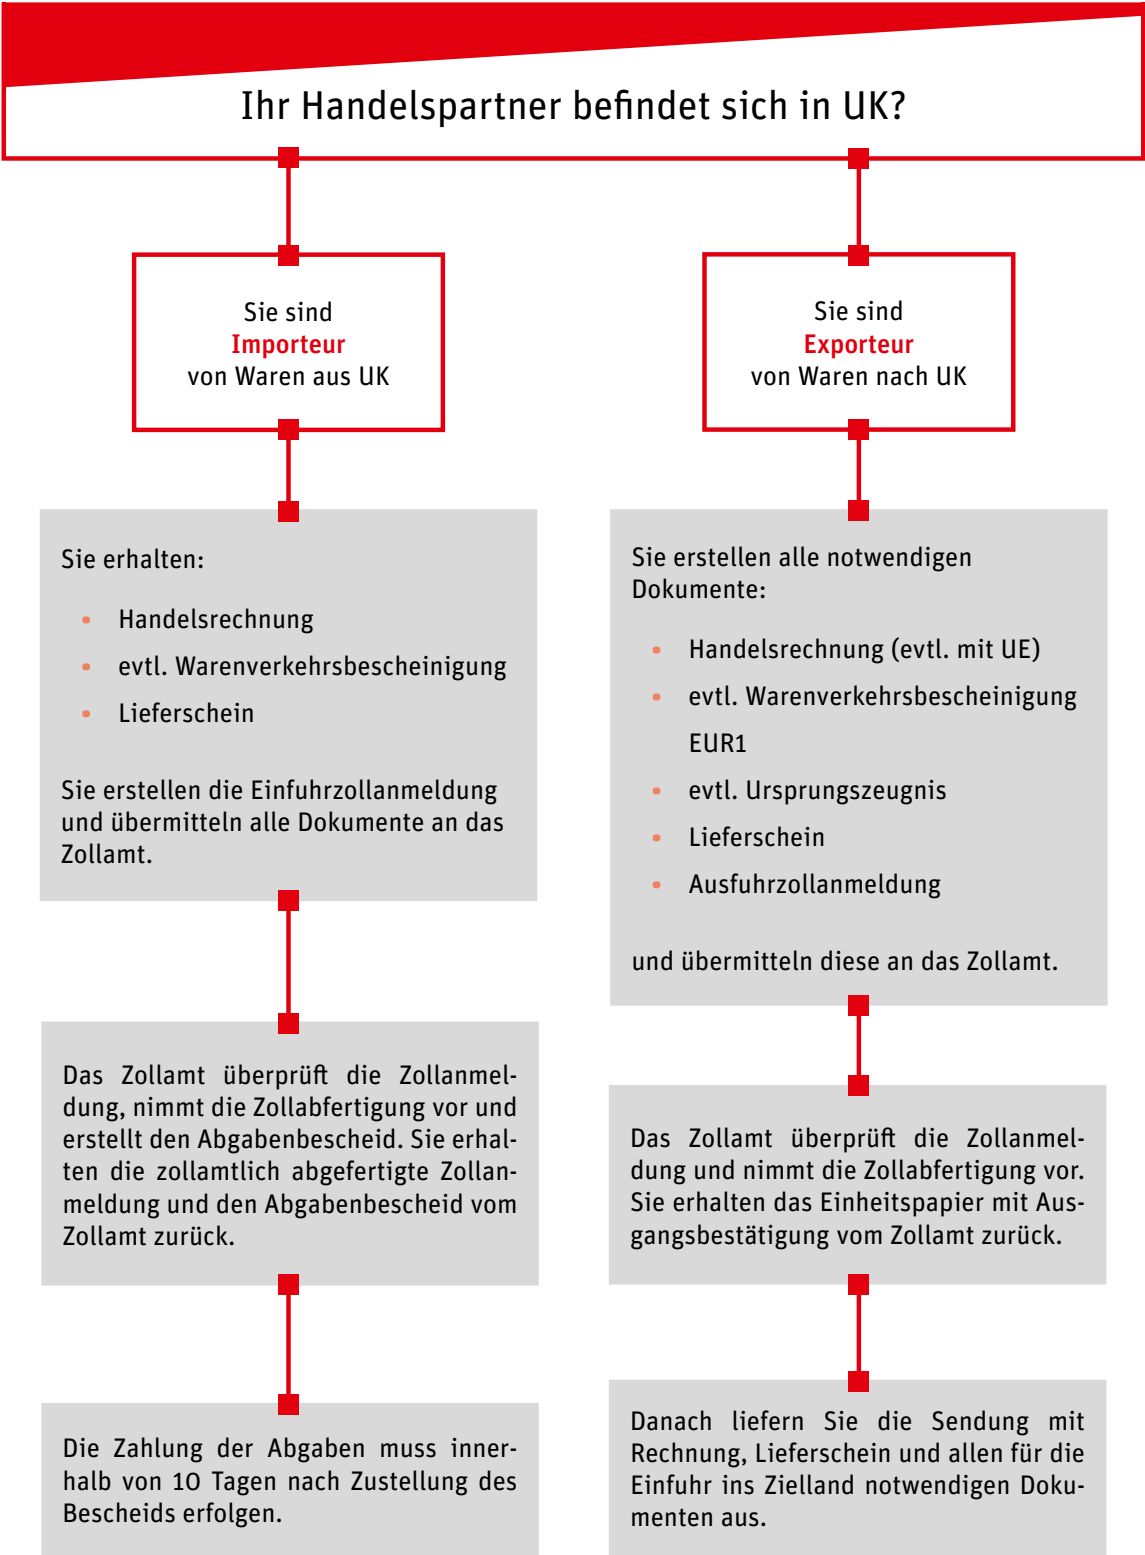 Ihr Handelspartner befindet sich in UK?
Sie sind
Importeur
von Waren aus UK
Sie erhalten:
• Handelsrechnung
• evtl. Warenverkehrsbescheinigung
• Lieferschein
Sie erstellen die Einfuhrzollanmeldung
und übermitteln alle Dokumente an das
Zollamt.
Das Zollamt überprüft die Zollanmel-
dung, nimmt die Zollabfertigung vor und
erstellt den Abgabenbescheid. Sie erhal-
ten die zollamtlich abgefertigte Zollan-
meldung und den Abgabenbescheid vom
Zollamt zurück.
Die Zahlung der Abgaben muss inner-
halb von 10 Tagen nach Zustellung des
Bescheids erfolgen.
Sie sind
Exporteur
von Waren nach UK
Sie erstellen alle notwendigen
Dokumente:
• Handelsrechnung (evtl. mit UE)
• evtl. Warenverkehrsbescheinigung
EUR1
• evtl. Ursprungszeugnis
• Lieferschein
• Ausfuhrzollanmeldung
und übermitteln diese an das Zollamt.
Das Zollamt überprüft die Zollanmel-
dung und nimmt die Zollabfertigung vor.
Sie erhalten das Einheitspapier mit Aus-
gangsbestätigung vom Zollamt zurück.
Danach liefern Sie die Sendung mit
Rechnung, Lieferschein und allen für die
Einfuhr ins Zielland notwendigen Doku-
menten aus.